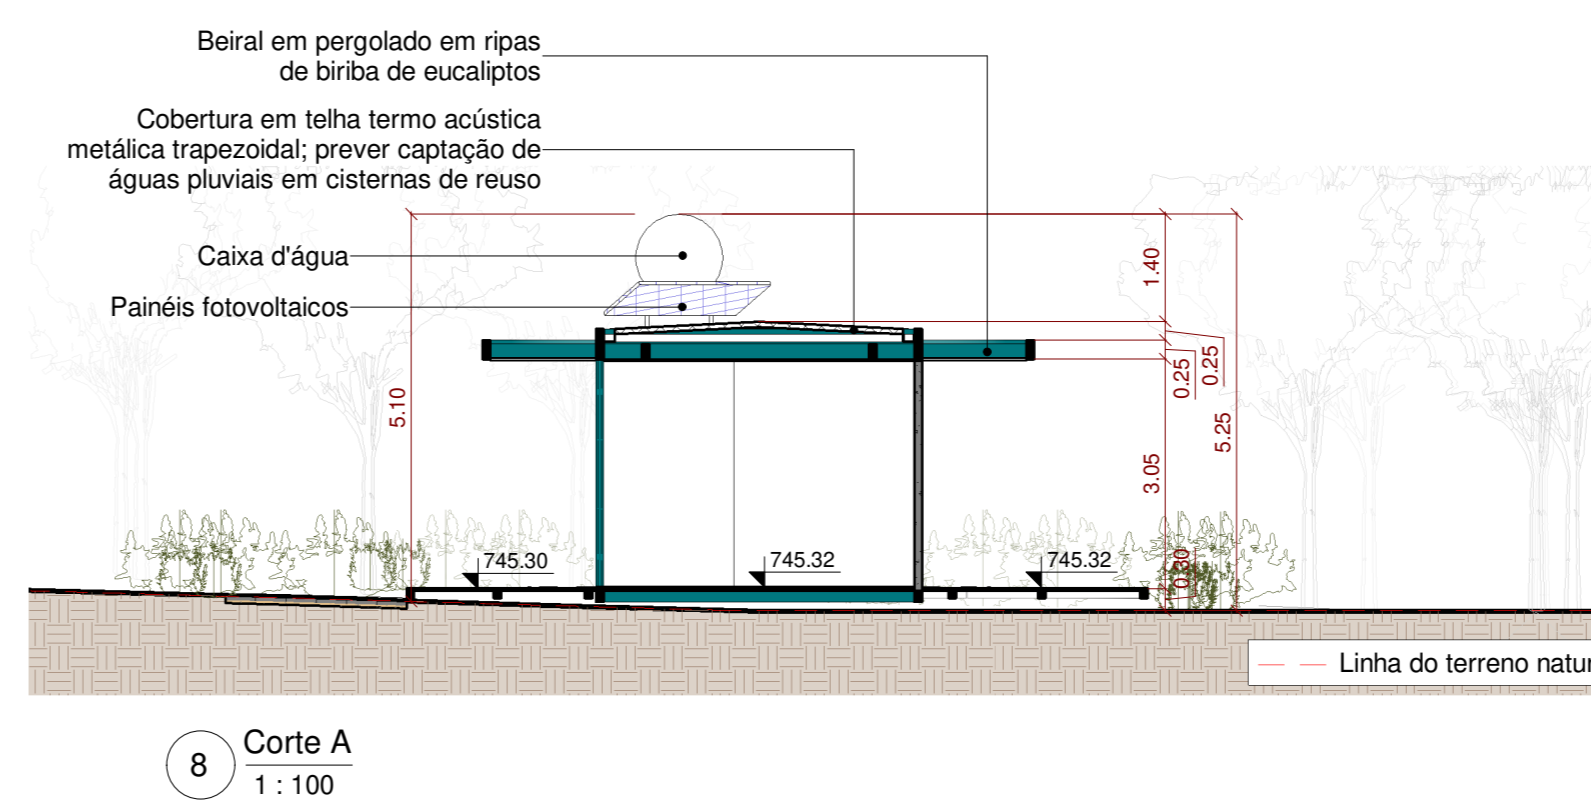 Beiral em pergolado em ripas
de biriba de eucaliptos
Cobertura em telha termo acústica
metálica trapezoidal; prever captação de
águas pluviais em cisternas de reuso
Caixa d'água
Painéis fotovoltaicos
1.40
0.25
0.25
5.10
5.25
3.05
745.30
745.32
745.32
0.30
Linha do terreno natur
8
Corte A
1 : 100